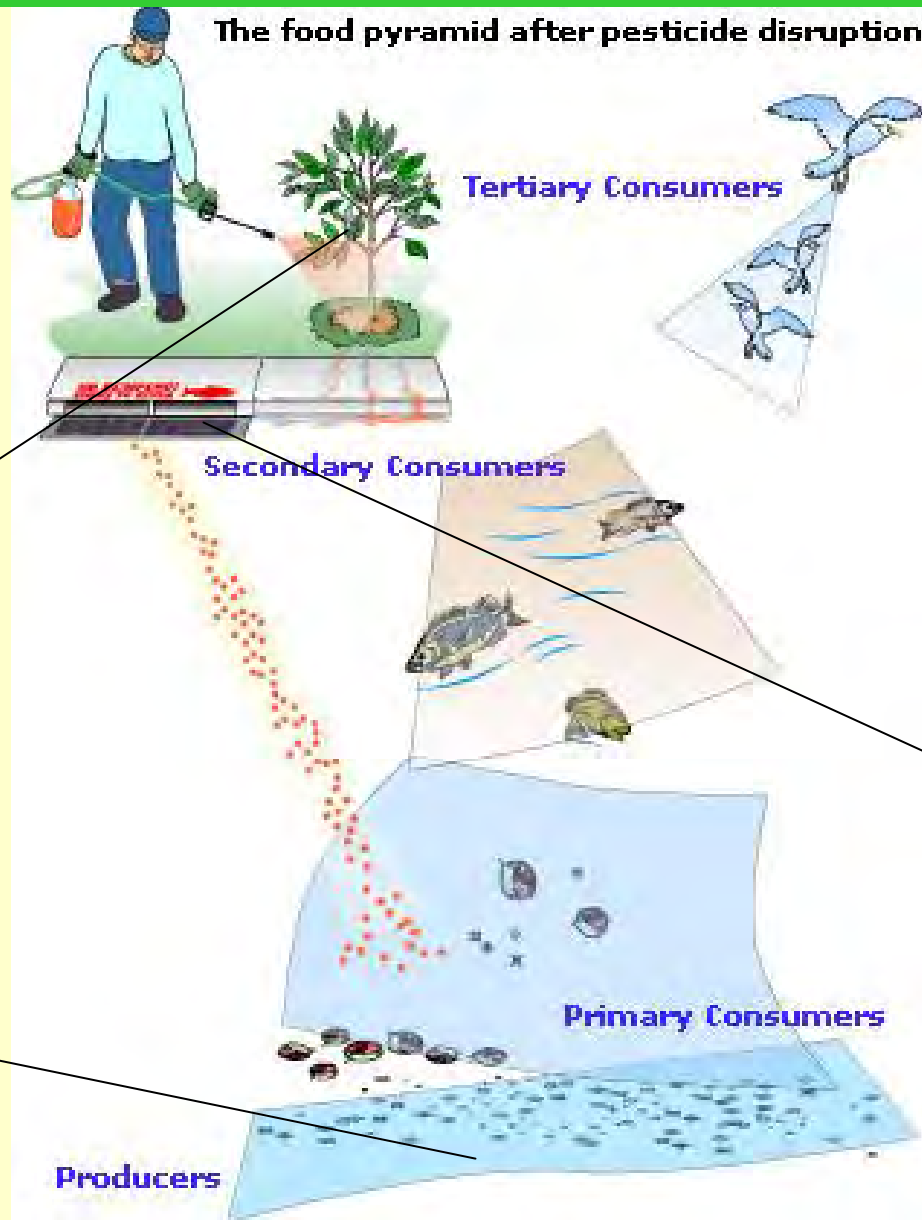 The food pyramid after pesticide disruption
Tertiary Consumers
Secondary Consumers
Primary Consumers
Producers